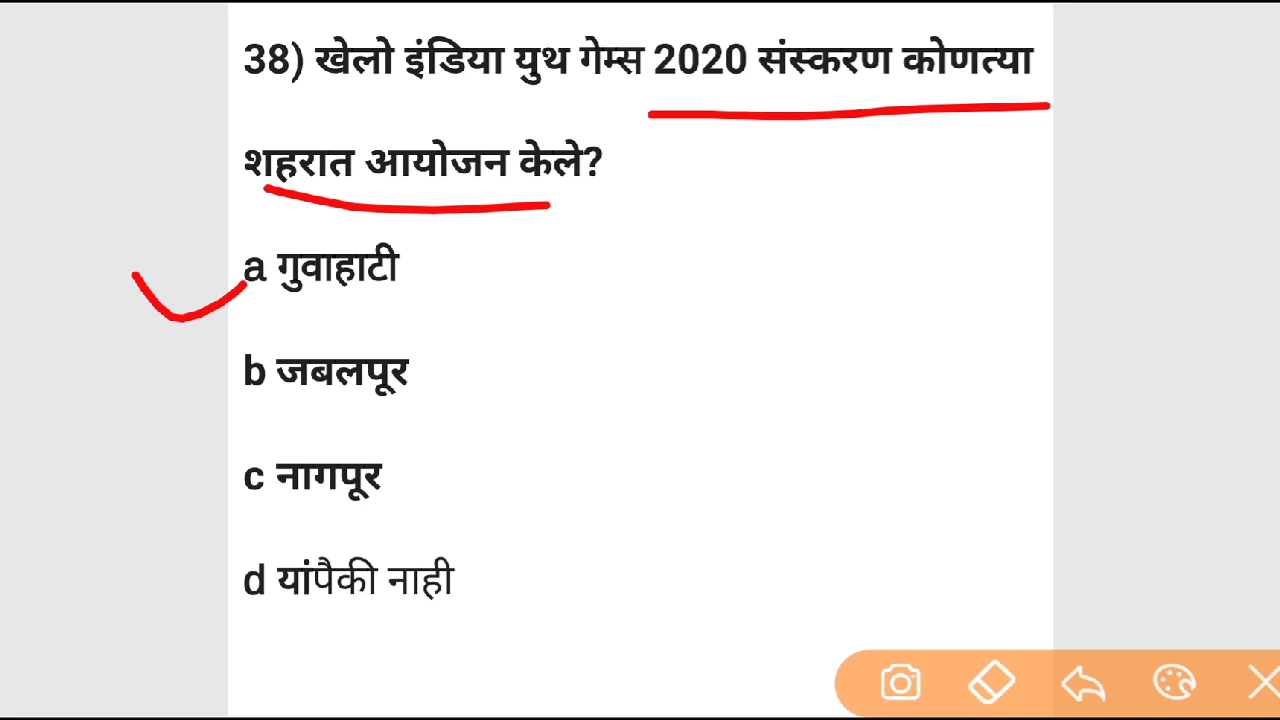 38) खेलो इंडिया युथ गेम्स 2020 संस्करण कोणत्या
शहरात आयोजन केले?
a गुवाहाटी
b जबलपूर
c नागपूर
d यांपैकी नाही